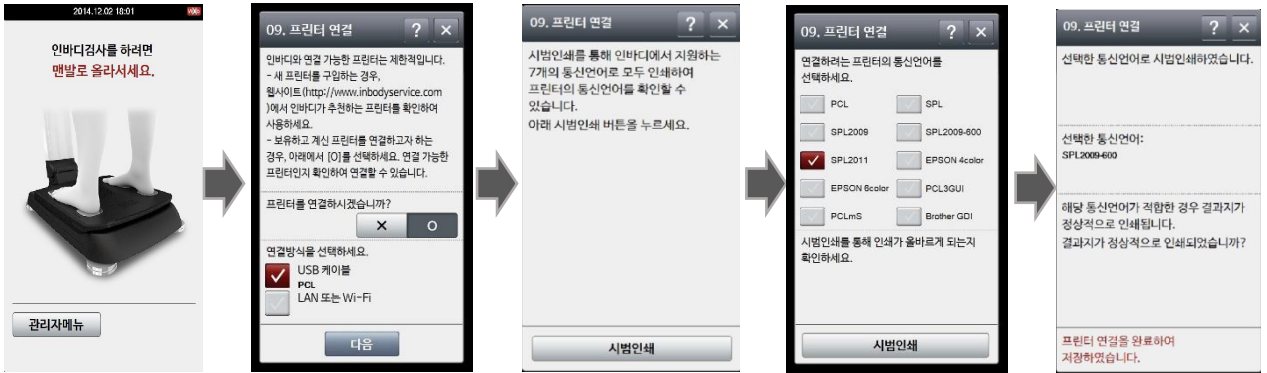 2014.12.02 18:01
인바디검사를 하려면
맨발로 올라서세요.
관리자메뉴
09. 프린터 연결
?
×
인바디와 연결 가능한 프린터는 제한적입니다.
- 새 프린터를 구입하는 경우,
웹사이트(http://www.inbodyservice.com
)에서 인바디가 추천하는 프린터를 확인하여
사용하세요.
- 보유하고 계신 프린터를 연결하고자 하는
경우, 아래에서 [O]를 선택하세요. 연결 가능한
프린터인지 확인하여 연결할 수 있습니다.
프린터를 연결하시겠습니까?
X O
연결방식을 선택하세요.
USB 케이블
PCL
LAN 또는 Wi-Fi
다음
09. 프린터 연결
?
×
시범인쇄를 통해 인바디에서 지원하는
7개의 통신언어로 모두 인쇄하여
프린터의 통신언어를 확인할 수
있습니다.
아래 시범인쇄 버튼을 누르세요.
시범인쇄
09. 프린터 연결
?
×
연결하려는 프린터의 통신언어를
선택하세요.
PCL SPL
SPL2009 SPL2009-600
SPL2011 EPSON 4color
EPSON 6color PCL3GUI
PCLmS Brother GDI
시범인쇄를 통해 인쇄가 올바르게 되는지
확인하세요.
시범인쇄
09. 프린터 연결
?
×
선택한 통신언어로 시범인쇄하였습니다.
선택한 통신언어:
SPL2009-600
해당 통신언어가 적합한 경우 결과지가
정상적으로 인쇄됩니다.
결과지가 정상적으로 인쇄되었습니까?
프린터 연결을 완료하여
저장하였습니다.